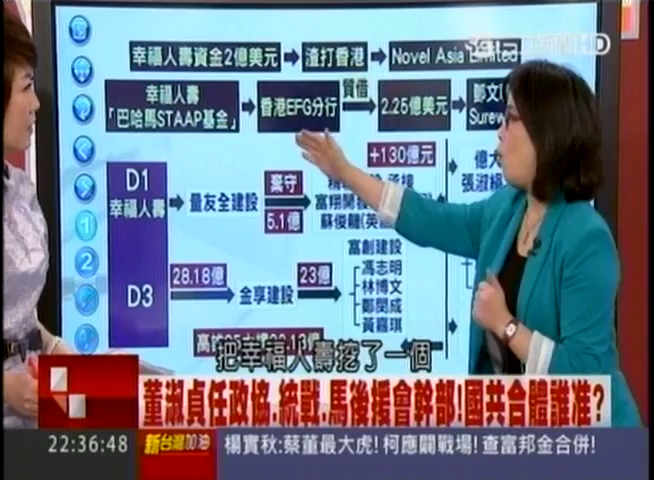 幸福人壽資金2億美元 渣打香港 Novel Asia Limited
幸福人壽
「巴哈馬STAAP基金」 香港EFG分行 質借 2.25億美元 鄭文
Surew
+130億元
D1
幸福人壽
量友全建設 棄守
5.1億
億大
張淑
蘇俊龍
D3
28.18億 金享建設 23億
富創建設
馮志明
林博文
鄭閔成
黃嘉琪
1
2
HD
把幸福人壽挖了一個
董淑貞任政協.統戰.馬後援會幹部!國共合體誰准?
22:36:48 新台灣加油 楊實秋:蔡董最大虎!柯應闢戰場!查富邦金合併!